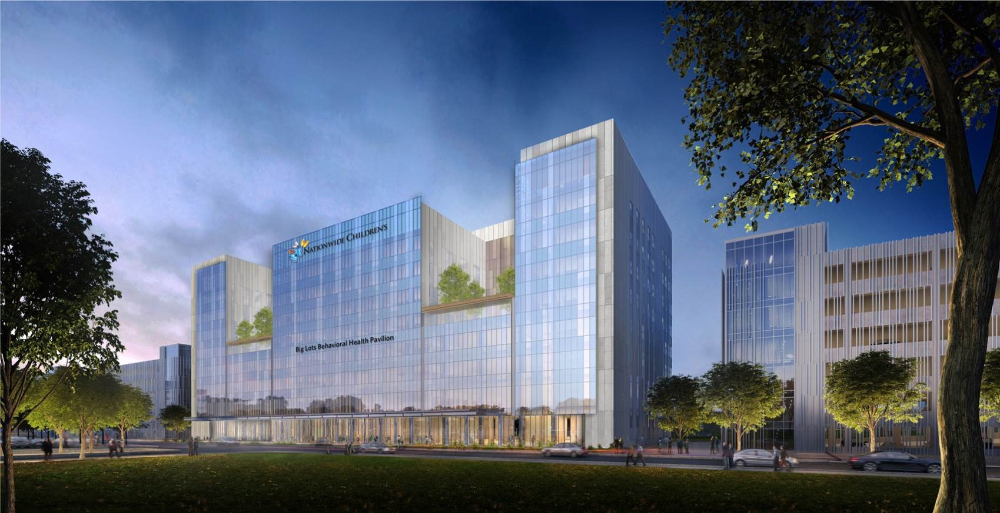 NATIONWIDE CHILDREN'S
Big Lots Behavioral Health Pavilion